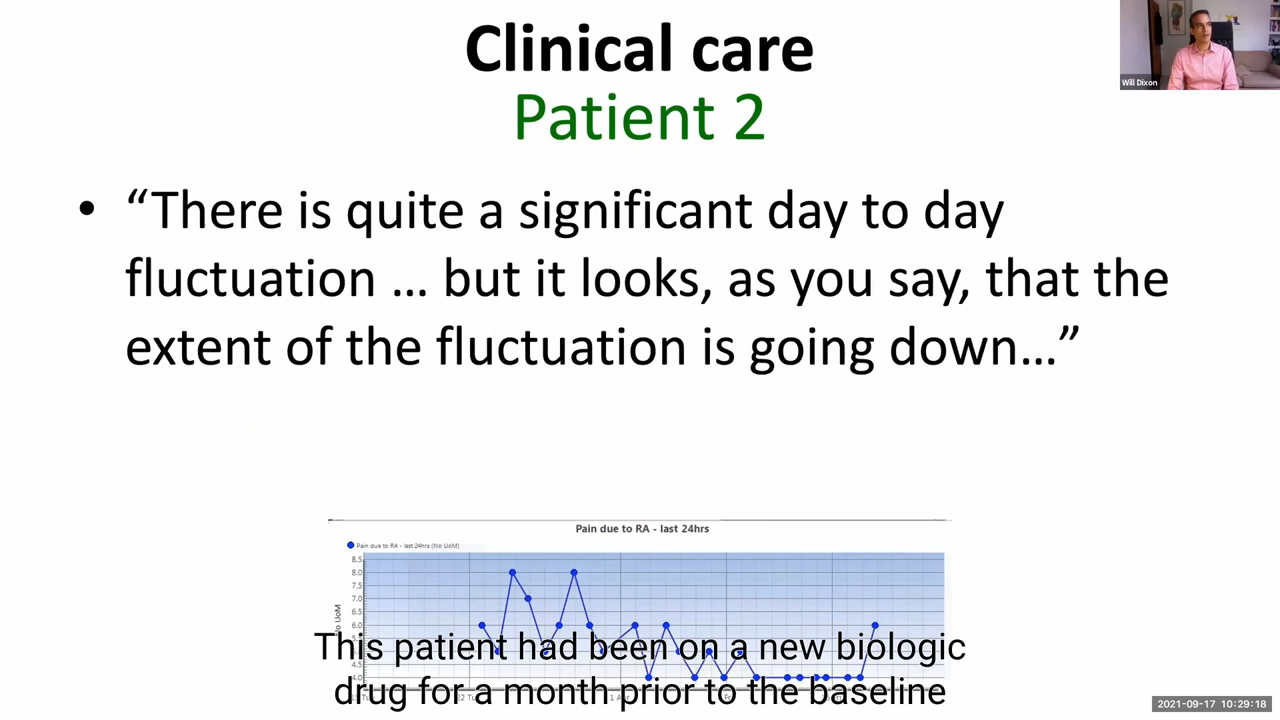 Clinical care
Patient 2
Will Dixon
• “There is quite a significant day to day
fluctuation … but it looks, as you say, that the
extent of the fluctuation is going down…”
Pain due to RA - last 24hrs
Pain due to RA - last 24hrs (No UoM)
8.5
8.0
7.5
7.0
6.5
6.0
4.5
4.0
No UoM
This patient had been on a new biologic
drug for a month prior to the baseline
2021-09-17 10:29:18